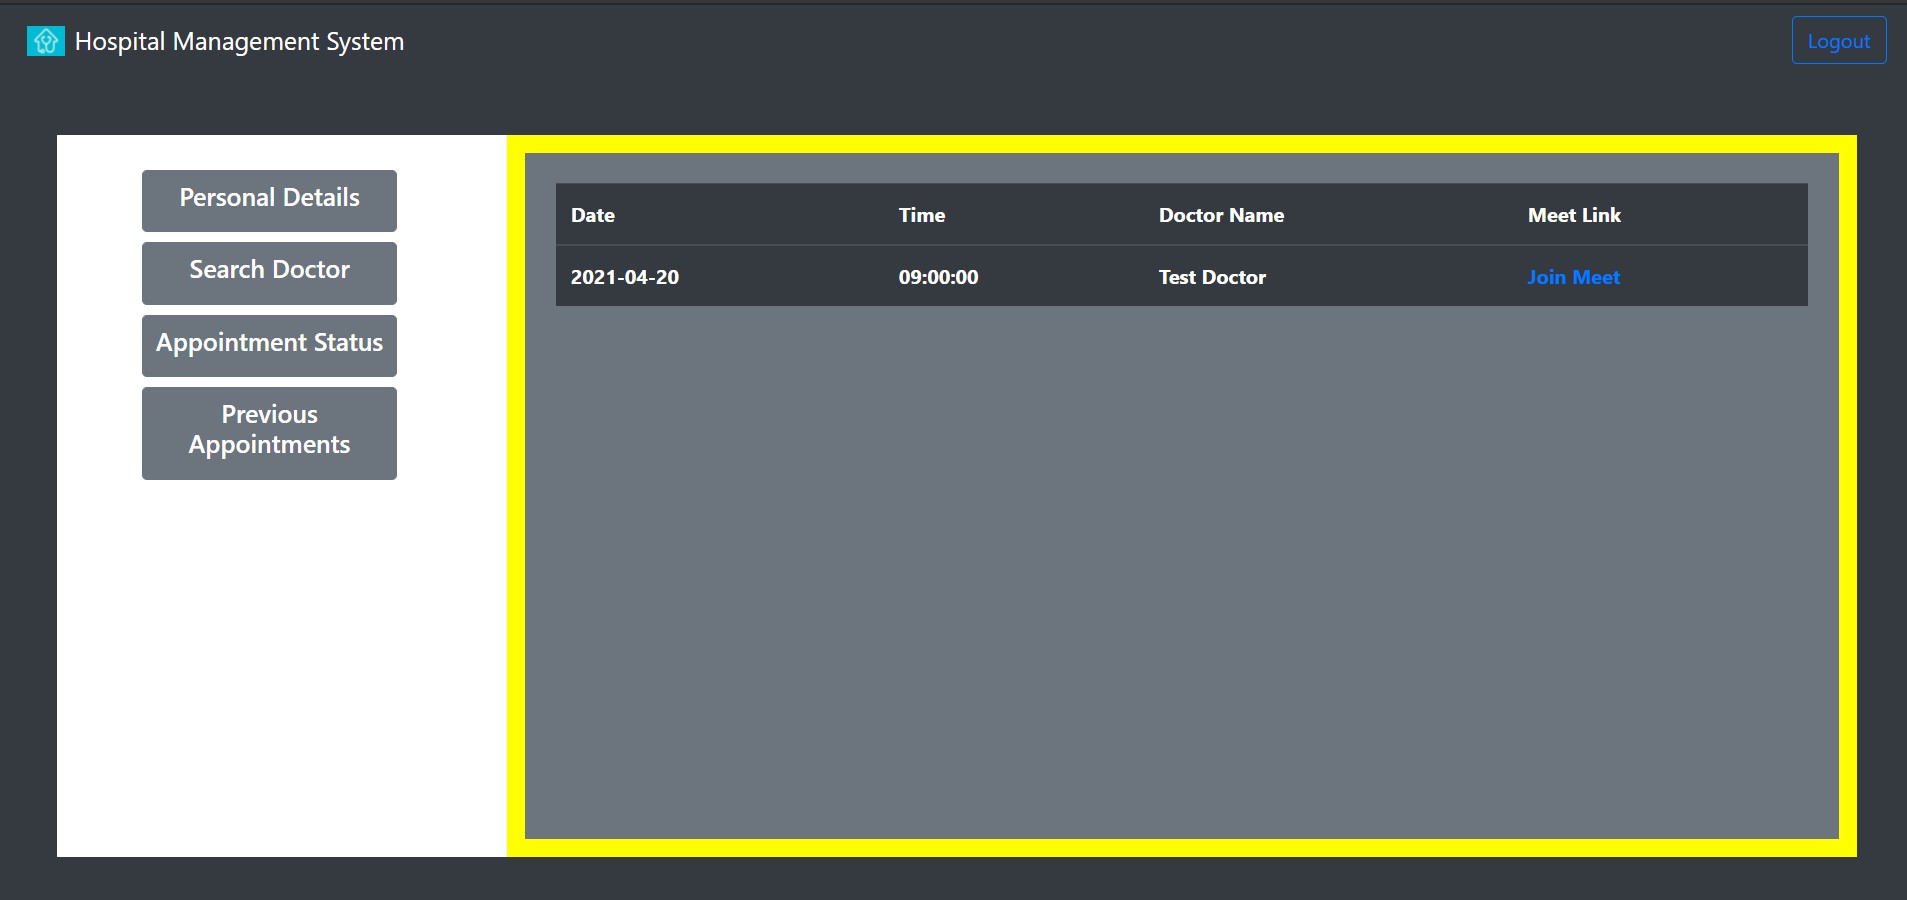 Hospital Management System
Logout
Personal Details
Search Doctor
Appointment Status
Previous
Appointments
Date Time Doctor Name Meet Link
2021-04-20 09:00:00 Test Doctor Join Meet